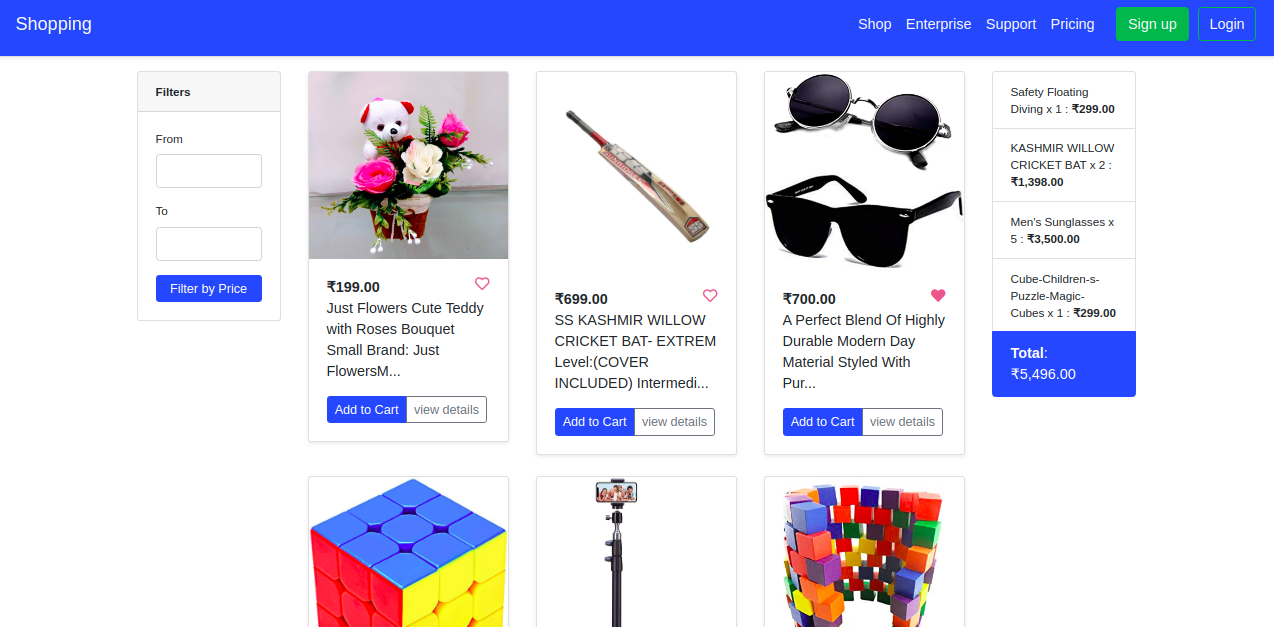 Shopping
Shop Enterprise Support Pricing Sign up Login
Filters
From
To
Filter by Price
₹199.00
Just Flowers Cute Teddy
with Roses Bouquet
Small Brand: Just
FlowersM...
Add to Cart view details
₹699.00
SS KASHMIR WILLOW
CRICKET BAT- EXTREM
Level:(COVER
INCLUDED) Intermedi...
Add to Cart view details
₹700.00
A Perfect Blend Of Highly
Durable Modern Day
Material Styled With
Pur...
Add to Cart view details
Safety Floating
Diving x 1 : ₹299.00
KASHMIR WILLOW
CRICKET BAT x 2 :
₹1,398.00
Men's Sunglasses x
5 : ₹3,500.00
Cube-Children-s-
Puzzle-Magic-
Cubes x 1 : ₹299.00
Total:
₹5,496.00